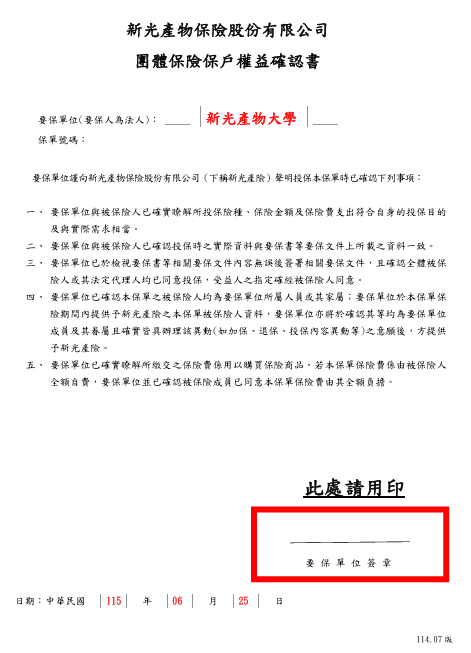 新光產物保險股份有限公司
團體保險保戶權益確認書
要保單位(要保人為法人)： 新光產物大學
保單號碼：
要保單位謹向新光產物保險股份有限公司（下稱新光產險）聲明投保本保單時已確認下列事項：
一、 要保單位與被保險人已確實瞭解所投保險種、保險金額及保險費支出符合自身的投保目的
及與實際需求相當。
二、 要保單位與被保險人已確認投保時之實際資料與要保書等要保文件上所載之資料一致。
三、 要保單位已於檢視要保書等相關要保文件內容無誤後簽署相關要保文件，且確認全體被保
險人或其法定代理人均已同意投保，受益人之指定確經被保險人同意。
四、 要保單位已確認本保單之被保險人均為要保單位所屬人員或其家屬；要保單位於本保單保
險期間內提供予新光產險之本保單被保險人資料，要保單位亦將於確認其等均為要保單位
成員及其眷屬且確實皆具辦理該異動(如加保、退保、投保內容異動等)之意願後，方提供
予新光產險。
五、 要保單位已確實瞭解所繳交之保險費係用以購買保險商品。若本保單保險費係由被保險人
全額自費，要保單位並已確認被保險成員已同意本保單保險費由其全額負擔。
此處請用印
要保單位簽章
日期：中華民國 115 年 06 月 25 日
114.07 版